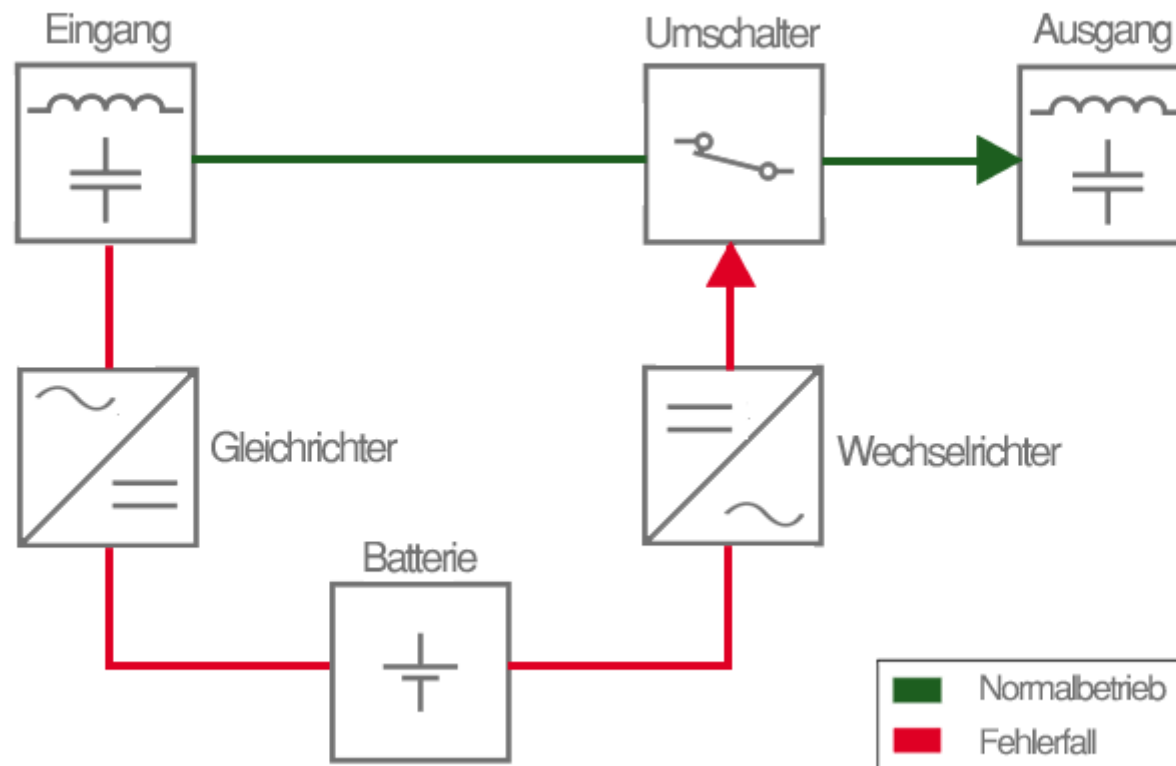 Eingang
Umschalter
Ausgang
Gleichrichter
Wechselrichter
Batterie
Normalbetrieb
Fehlerfall